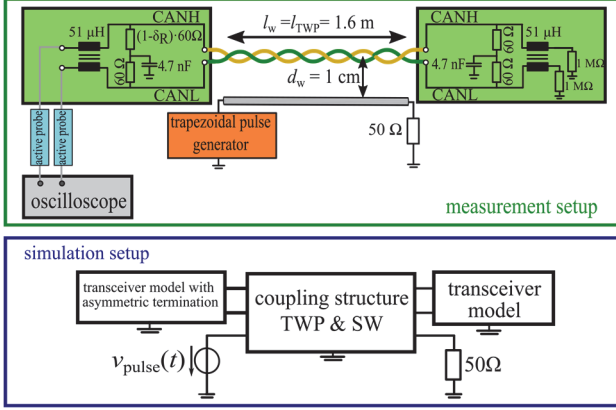 CANH
51 µH
(1-δR)·60Ω
60 Ω
4.7 nF
CANL
lw =lTWP= 1.6 m
dw = 1 cm
CANH
60 Ω
51 µH
4.7 nF
60 Ω
1 MΩ
1 MΩ
CANL
active probe
active probe
trapezoidal pulse
generator
50 Ω
oscilloscope
measurement setup
simulation setup
transceiver model with
asymmetric termination
coupling structure
TWP & SW
transceiver
model
vpulse(t)
50Ω